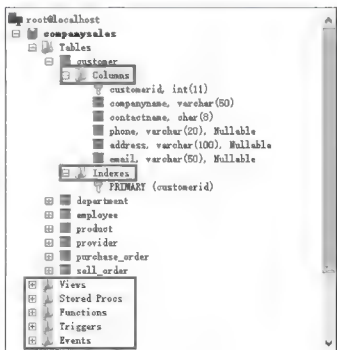 root@localhost
companysales
Tables
customer
Columns
customerid, int(11)
companyname, varchar(50)
contactname, char(8)
phone, varchar(20), Nullable
address, varchar(100), Nullable
email, varchar(50), Nullable
Indexes
PRIMARY (customerid)
department
employee
product
provider
purchase_order
sell_order
Views
Stored Procs
Functions
Triggers
Events